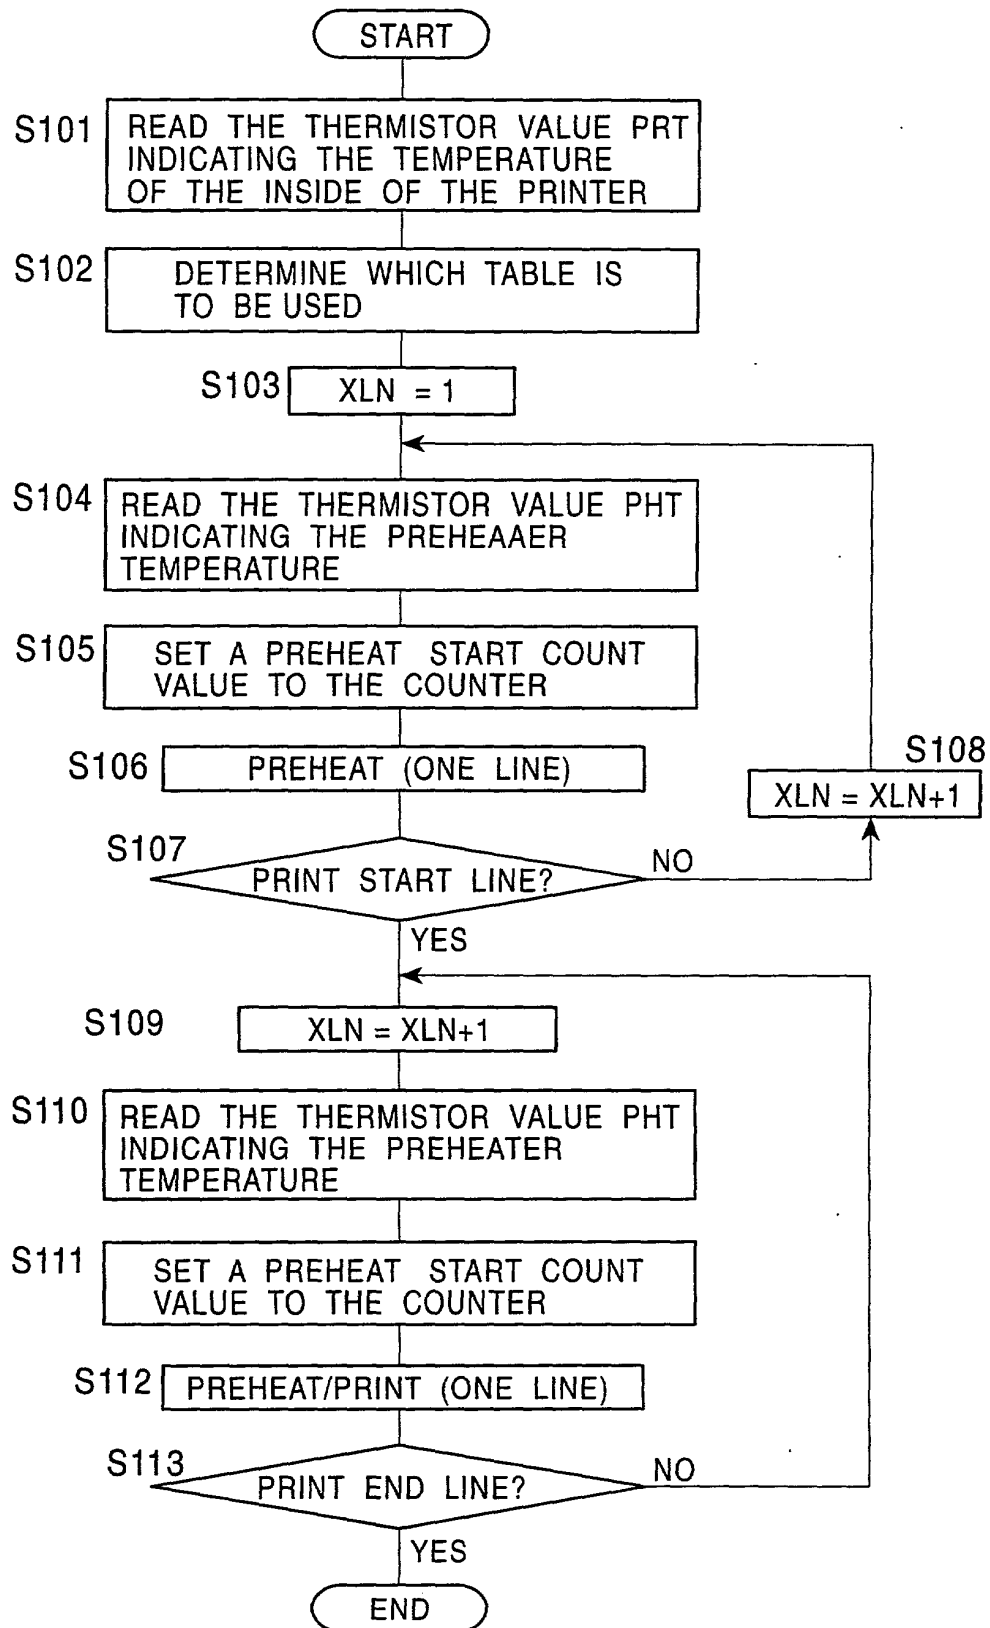 START
S101
READ THE THERMISTOR VALUE PRT
INDICATING THE TEMPERATURE
OF THE INSIDE OF THE PRINTER
S102
DETERMINE WHICH TABLE IS
TO BE USED
S103
XLN = 1
S104
READ THE THERMISTOR VALUE PHT
INDICATING THE PREHEAAER
TEMPERATURE
S105
SET A PREHEAT START COUNT
VALUE TO THE COUNTER
S106
PREHEAT (ONE LINE)
S108
XLN = XLN+1
S107
PRINT START LINE?
NO
YES
S109
XLN = XLN+1
S110
READ THE THERMISTOR VALUE PHT
INDICATING THE PREHEATER
TEMPERATURE
S111
SET A PREHEAT START COUNT
VALUE TO THE COUNTER
S112
PREHEAT/PRINT (ONE LINE)
S113
PRINT END LINE?
NO
YES
END